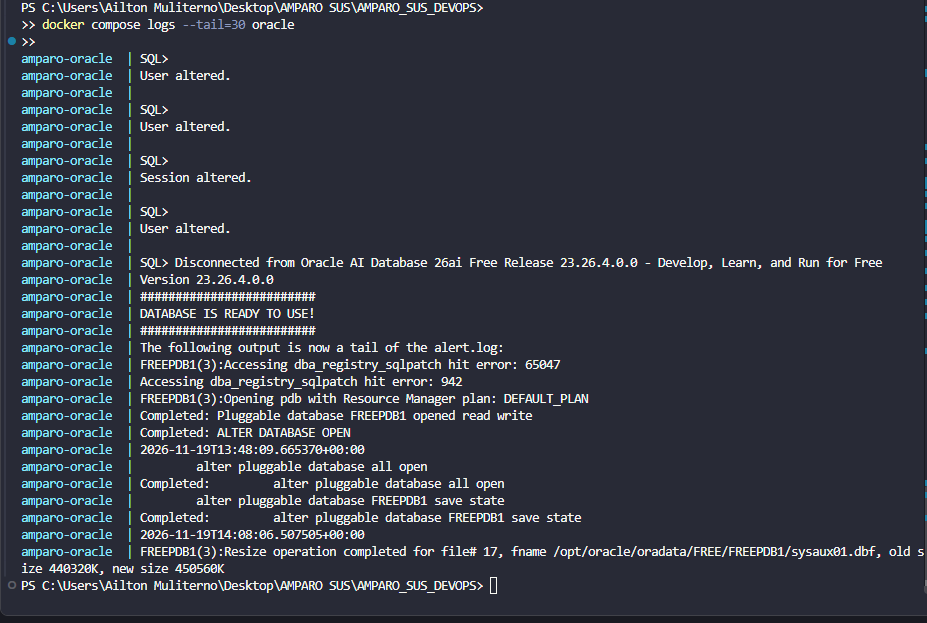 PS C:\Users\Ailton Muliterno\Desktop\AMPARO SUS\AMPARO_SUS_DEVOPS>
>> docker compose logs --tail=30 oracle
>>
amparo-oracle  | SQL>
amparo-oracle  | User altered.
amparo-oracle  |
amparo-oracle  | SQL>
amparo-oracle  | User altered.
amparo-oracle  |
amparo-oracle  | SQL>
amparo-oracle  | Session altered.
amparo-oracle  |
amparo-oracle  | SQL>
amparo-oracle  | User altered.
amparo-oracle  |
amparo-oracle  | SQL> Disconnected from Oracle AI Database 26ai Free Release 23.26.4.0.0 - Develop, Learn, and Run for Free
amparo-oracle  | Version 23.26.4.0.0
amparo-oracle  | #########################
amparo-oracle  | DATABASE IS READY TO USE!
amparo-oracle  | #########################
amparo-oracle  | The following output is now a tail of the alert.log:
amparo-oracle  | FREEPDB1(3):Accessing dba_registry_sqlpatch hit error: 65047
amparo-oracle  | Accessing dba_registry_sqlpatch hit error: 942
amparo-oracle  | FREEPDB1(3):Opening pdb with Resource Manager plan: DEFAULT_PLAN
amparo-oracle  | Completed: Pluggable database FREEPDB1 opened read write
amparo-oracle  | Completed: ALTER DATABASE OPEN
amparo-oracle  | 2026-11-19T13:48:09.665370+00:00
amparo-oracle  |         alter pluggable database all open
amparo-oracle  | Completed:         alter pluggable database all open
amparo-oracle  |         alter pluggable database FREEPDB1 save state
amparo-oracle  | Completed:         alter pluggable database FREEPDB1 save state
amparo-oracle  | 2026-11-19T14:08:06.507505+00:00
amparo-oracle  | FREEPDB1(3):Resize operation completed for file# 17, fname /opt/oracle/oradata/FREE/FREEPDB1/sysaux01.dbf, old s
ize 440320K, new size 450560K
PS C:\Users\Ailton Muliterno\Desktop\AMPARO SUS\AMPARO_SUS_DEVOPS>